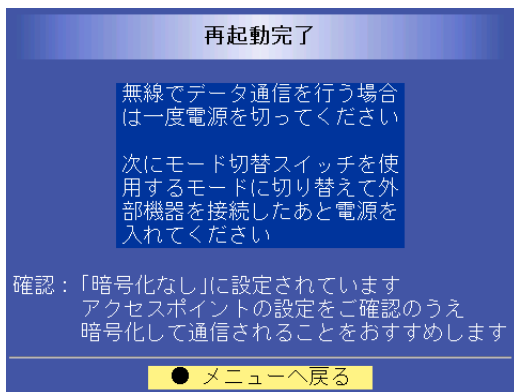 再起動完了
無線でデータ通信を行う場合
は一度電源を切ってください
次にモード切替スイッチを使
用するモードに切り替えて外
部機器を接続したあと電源を
入れてください
確認：「暗号化なし」に設定されています
アクセスポイントの設定をご確認のうえ
暗号化して通信されることをおすすめします
● メニューへ戻る